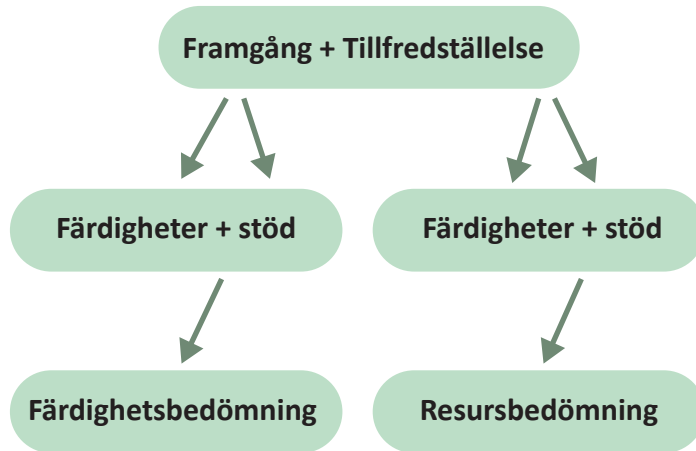 Framgång + Tillfredställelse
Färdigheter + stöd
Färdigheter + stöd
Färdighetsbedömning
Resursbedömning